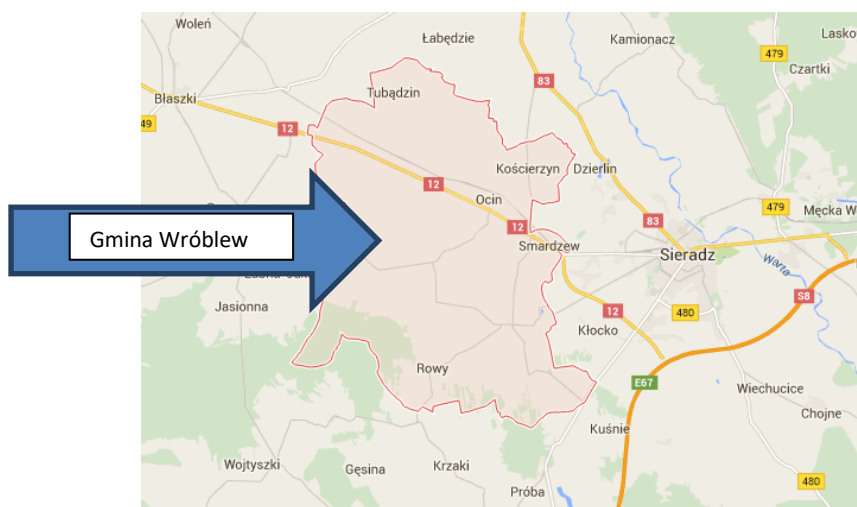 Woleń
Łabędzie
Kamionacz
Lasko
479
Czartki
Tubądzin
83
Błaszki
49
12
Kościerzyn
Dzierlin
12
Ocin
479
Męcka W
12
83
Gmina Wróblew
Smardzew
Sieradz
Warta
S8
Jasionna
12
480
Kłocko
Rowy
E67
Wiechucice
Chojne
Kuśnie
Wojtyszki
Gęsina
Krzaki
480
Próba